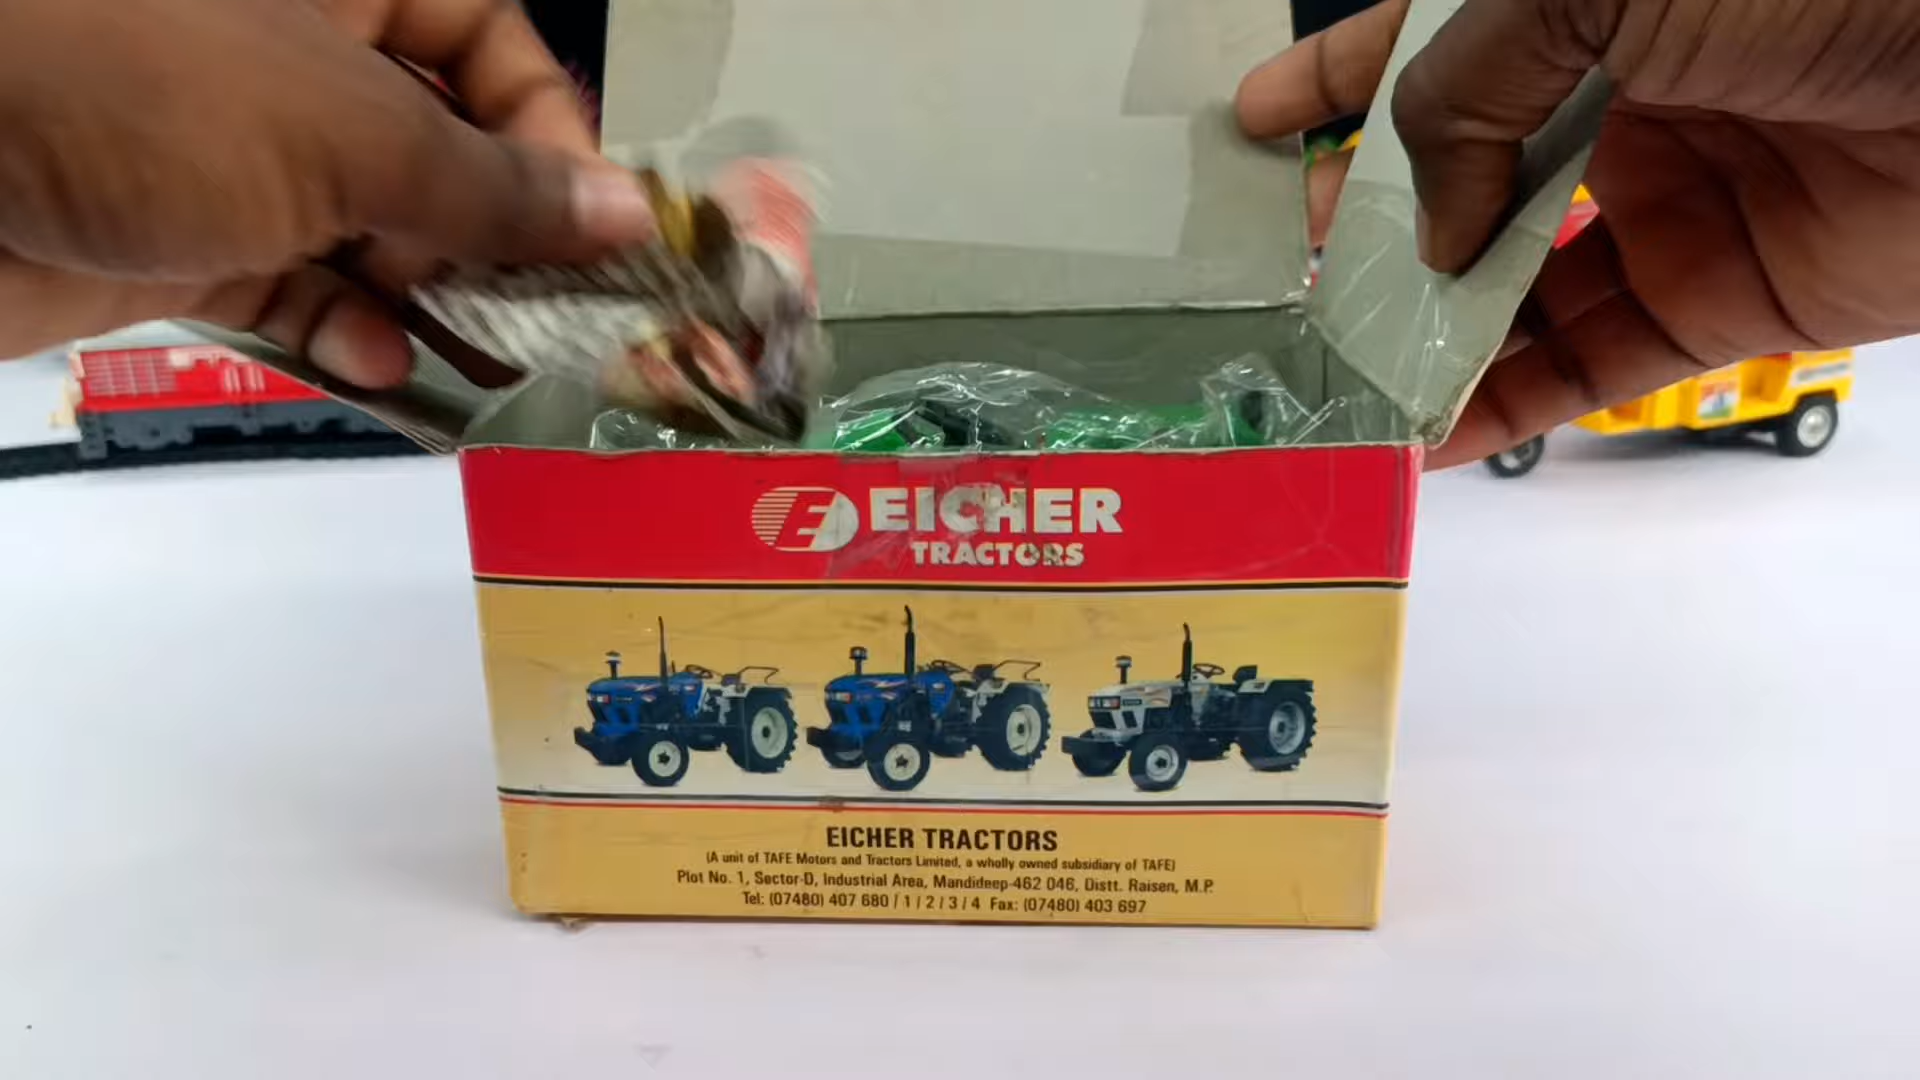 EICHER
TRACTORS
EICHER TRACTORS
(A unit of TAFE Motors and Tractors Limited, a wholly owned subsidiary of TAFE)
Plot No. 1, Sector-D, Industrial Area, Mandideep-462 046, Distt. Raisen, M.P.
Tel: (07480) 407 680 / 1 / 2 / 3 / 4 Fax: (07480) 403 697